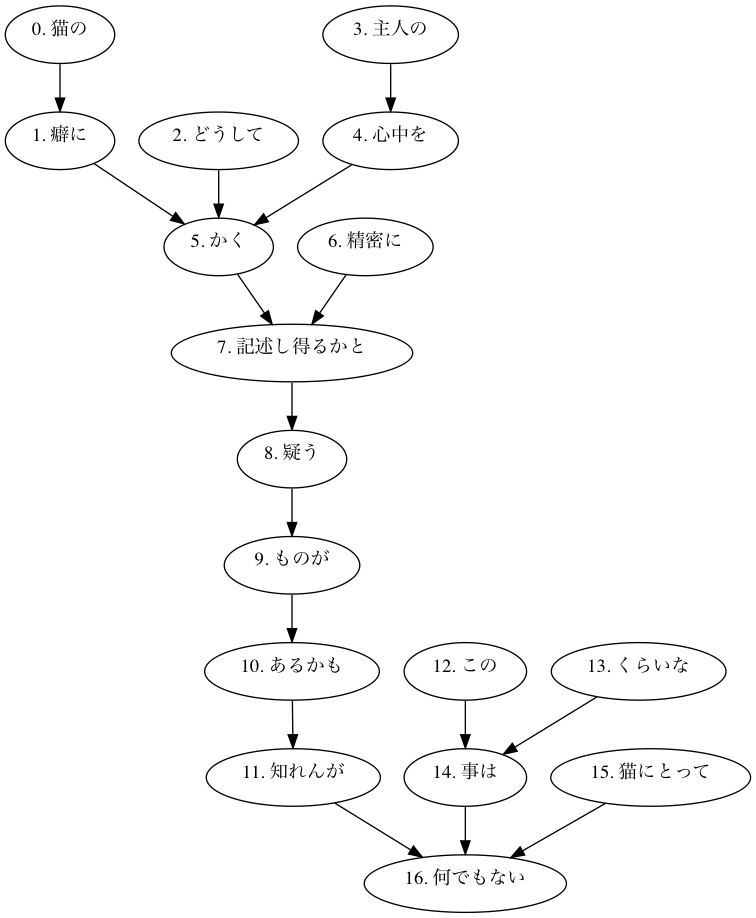 0. 猫の
3. 主人の
1. 癖に
2. どうして
4. 心中を
5. かく
6. 精密に
7. 記述し得るかと
8. 疑う
9. ものが
10. あるかも
12. この
13. くらいな
11. 知れんが
14. 事は
15. 猫にとって
16. 何でもない